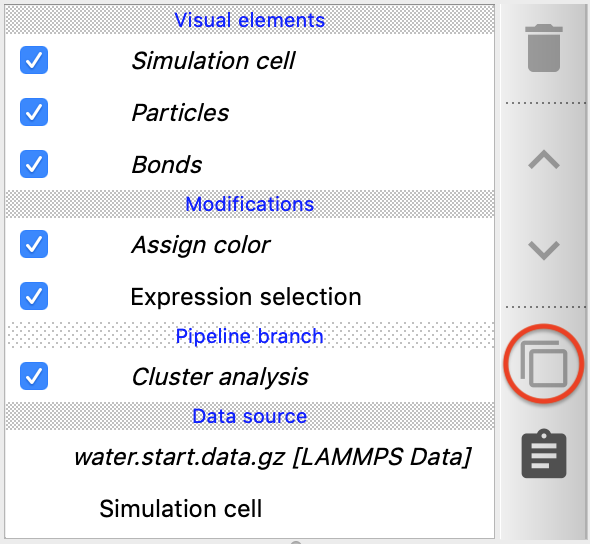 Visual elements
Simulation cell
Particles
Bonds
Modifications
Assign color
Expression selection
Pipeline branch
Cluster analysis
Data source
water.start.data.gz [LAMMPS Data]
Simulation cell